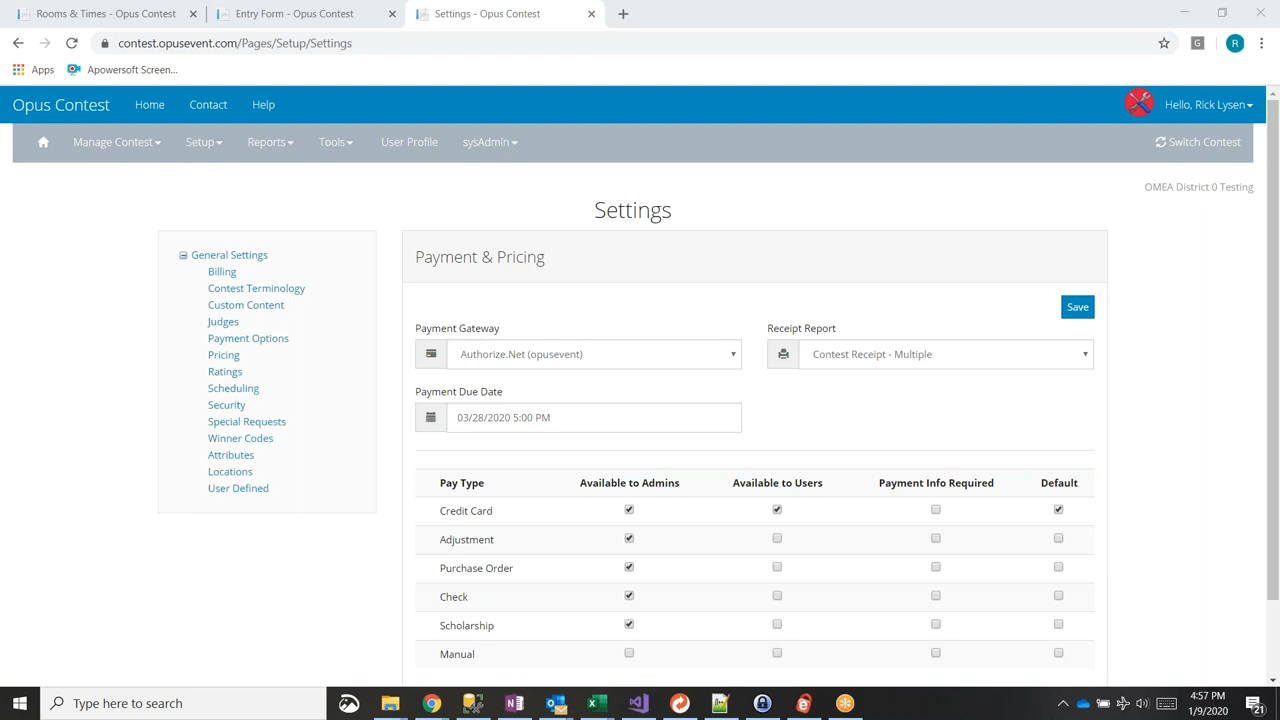 Rooms & Times - Opus Contest
Entry Form - Opus Contest
Settings - Opus Contest
contest.opusevent.com/Pages/Setup/Settings
G
R
Apps
Apowersoft Screen...
Opus Contest
Home
Contact
Help
Hello, Rick Lysen
Manage Contest
Setup
Reports
Tools
User Profile
sysAdmin
Switch Contest
OMEA District 0 Testing
Settings
General Settings
Billing
Contest Terminology
Custom Content
Judges
Payment Options
Pricing
Ratings
Scheduling
Security
Special Requests
Winner Codes
Attributes
Locations
User Defined
Payment & Pricing
Save
Payment Gateway
Receipt Report
Authorize.Net (opusevent)
Contest Receipt - Multiple
Payment Due Date
03/28/2020 5:00 PM
Pay Type Available to Admins Available to Users Payment Info Required Default
Credit Card
Adjustment
Purchase Order
Check
Scholarship
Manual
Type here to search
4:57 PM
1/9/2020
21